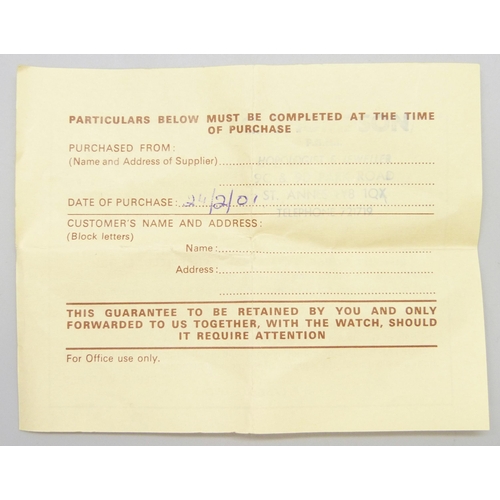 PARTICULARS BELOW MUST BE COMPLETED AT THE TIME
OF PURCHASE
PURCHASED FROM:
(Name and Address of Supplier)
DATE OF PURCHASE: 24/2/01
CUSTOMER'S NAME AND ADDRESS:
(Block letters)
Name:
Address:
THIS GUARANTEE TO BE RETAINED BY YOU AND ONLY
FORWARDED TO US TOGETHER, WITH THE WATCH, SHOULD
IT REQUIRE ATTENTION
For Office use only.